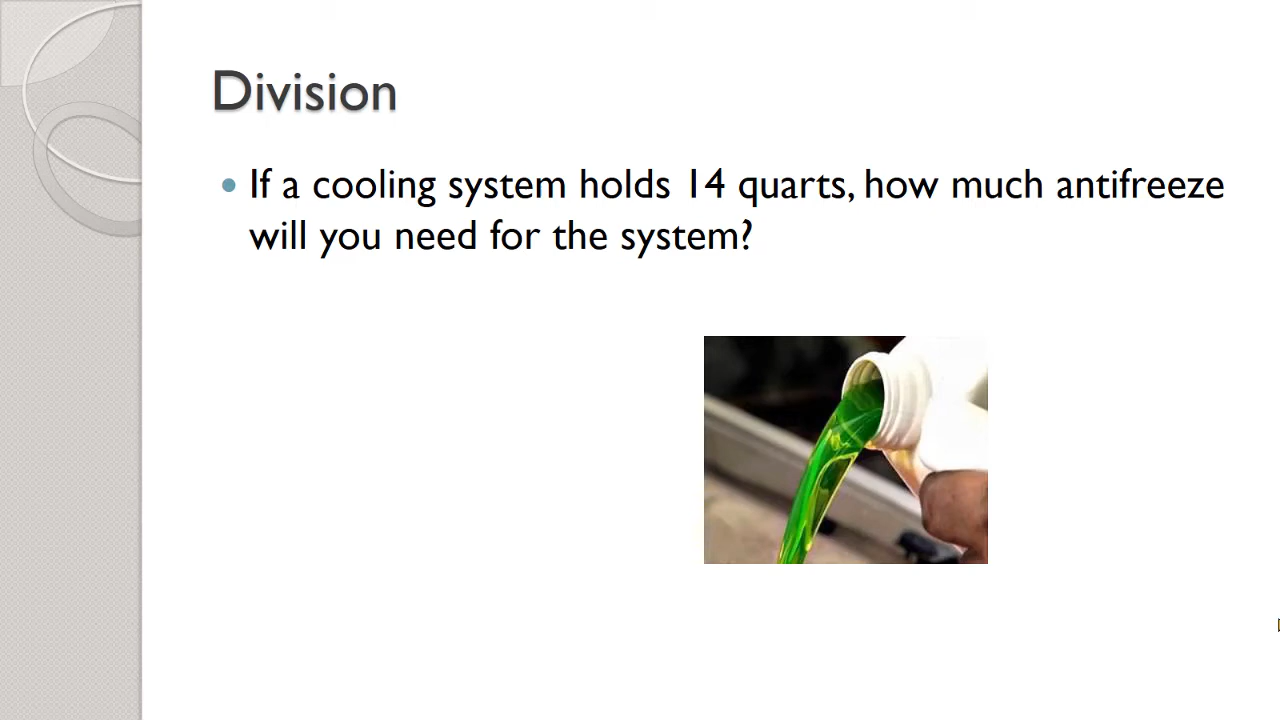 Division
• If a cooling system holds 14 quarts, how much antifreeze
will you need for the system?